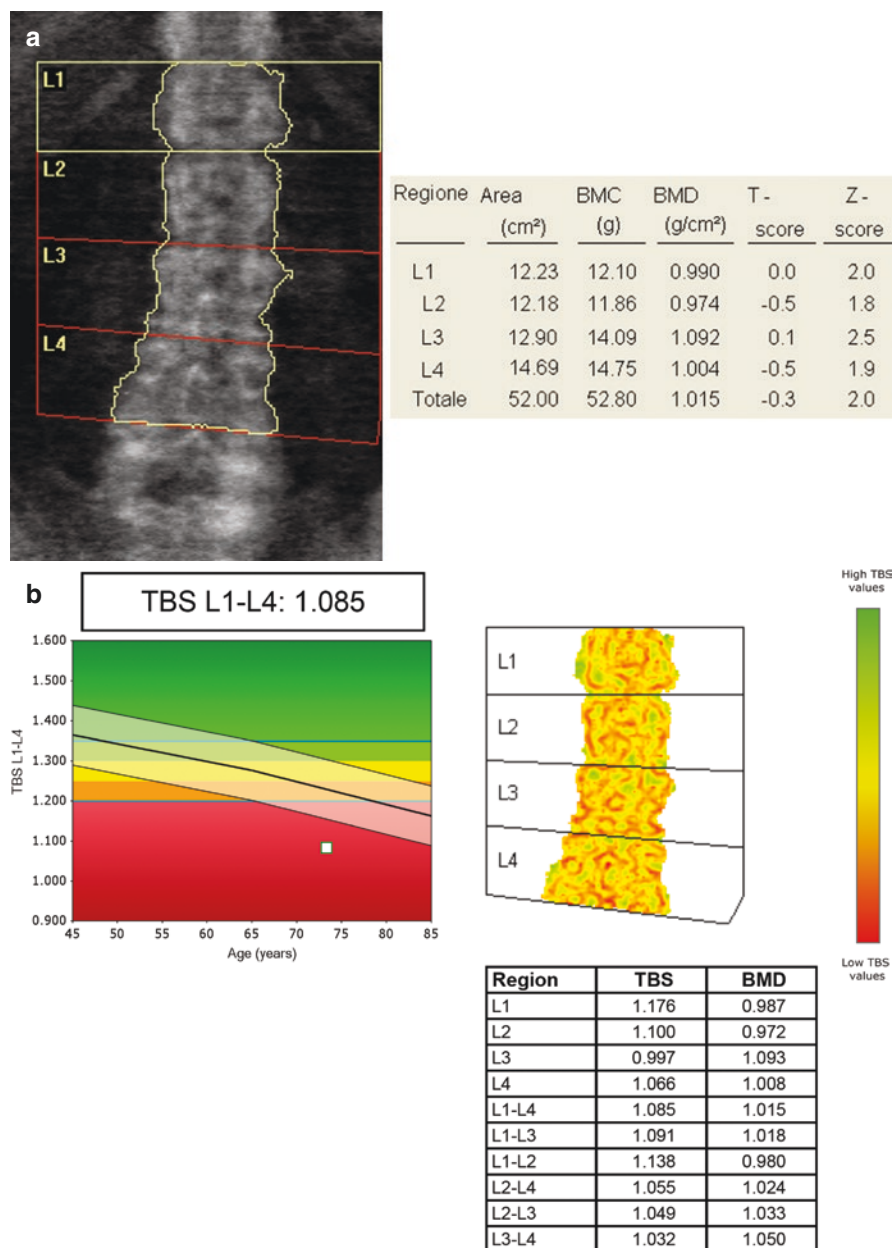 a
L1
L2
L3
L4
Regione Area BMC BMD T- Z-
(cm²) (g) (g/cm²) score score
L1 12.23 12.10 0.990 0.0 2.0
L2 12.18 11.86 0.974 -0.5 1.8
L3 12.90 14.09 1.092 0.1 2.5
L4 14.69 14.75 1.004 -0.5 1.9
Totale 52.00 52.80 1.015 -0.3 2.0
b
TBS L1-L4: 1.085
1.600
1.500
1.400
1.300
1.200
1.100
1.000
0.900
TBS L1-L4
45 50 55 60 65 70 75 80 85
Age (years)
L1
L2
L3
L4
High TBS
values
Low TBS
values
Region TBS BMD
L1 1.176 0.987
L2 1.100 0.972
L3 0.997 1.093
L4 1.066 1.008
L1-L4 1.085 1.015
L1-L3 1.091 1.018
L1-L2 1.138 0.980
L2-L4 1.055 1.024
L2-L3 1.049 1.033
L3-L4 1.032 1.050